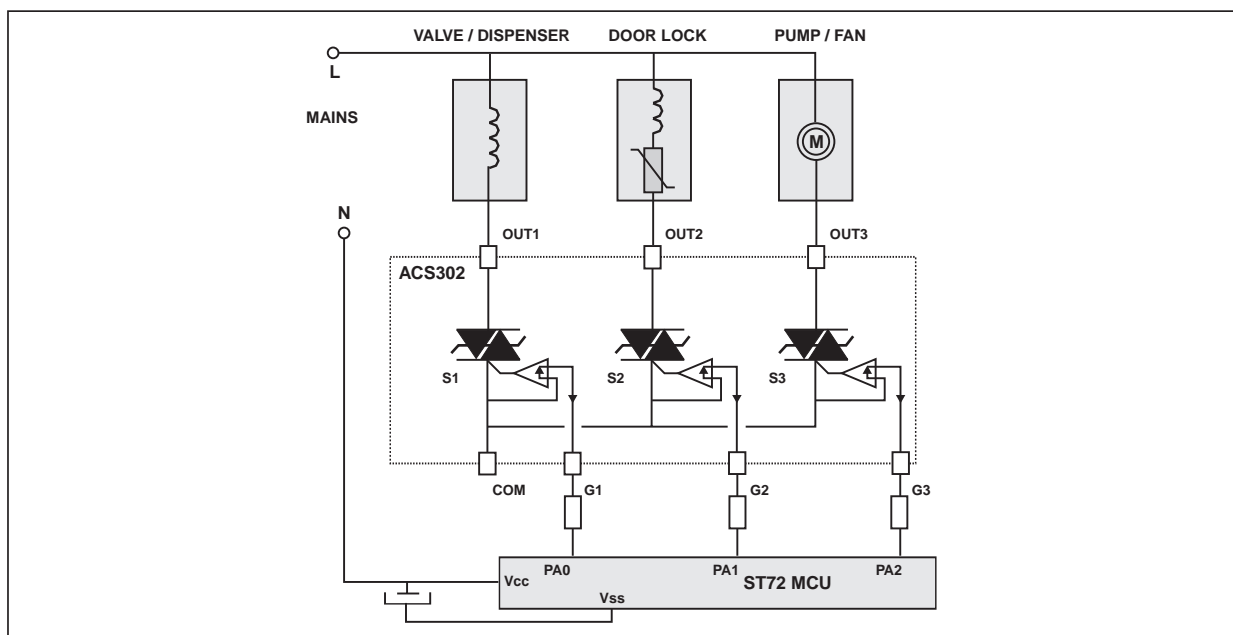 VALVE / DISPENSER DOOR LOCK PUMP / FAN
L
MAINS
M
N
OUT1 OUT2 OUT3
ACS302
S1 S2 S3
COM G1 G2 G3
PA0 PA1 PA2
Vcc ST72 MCU
Vss